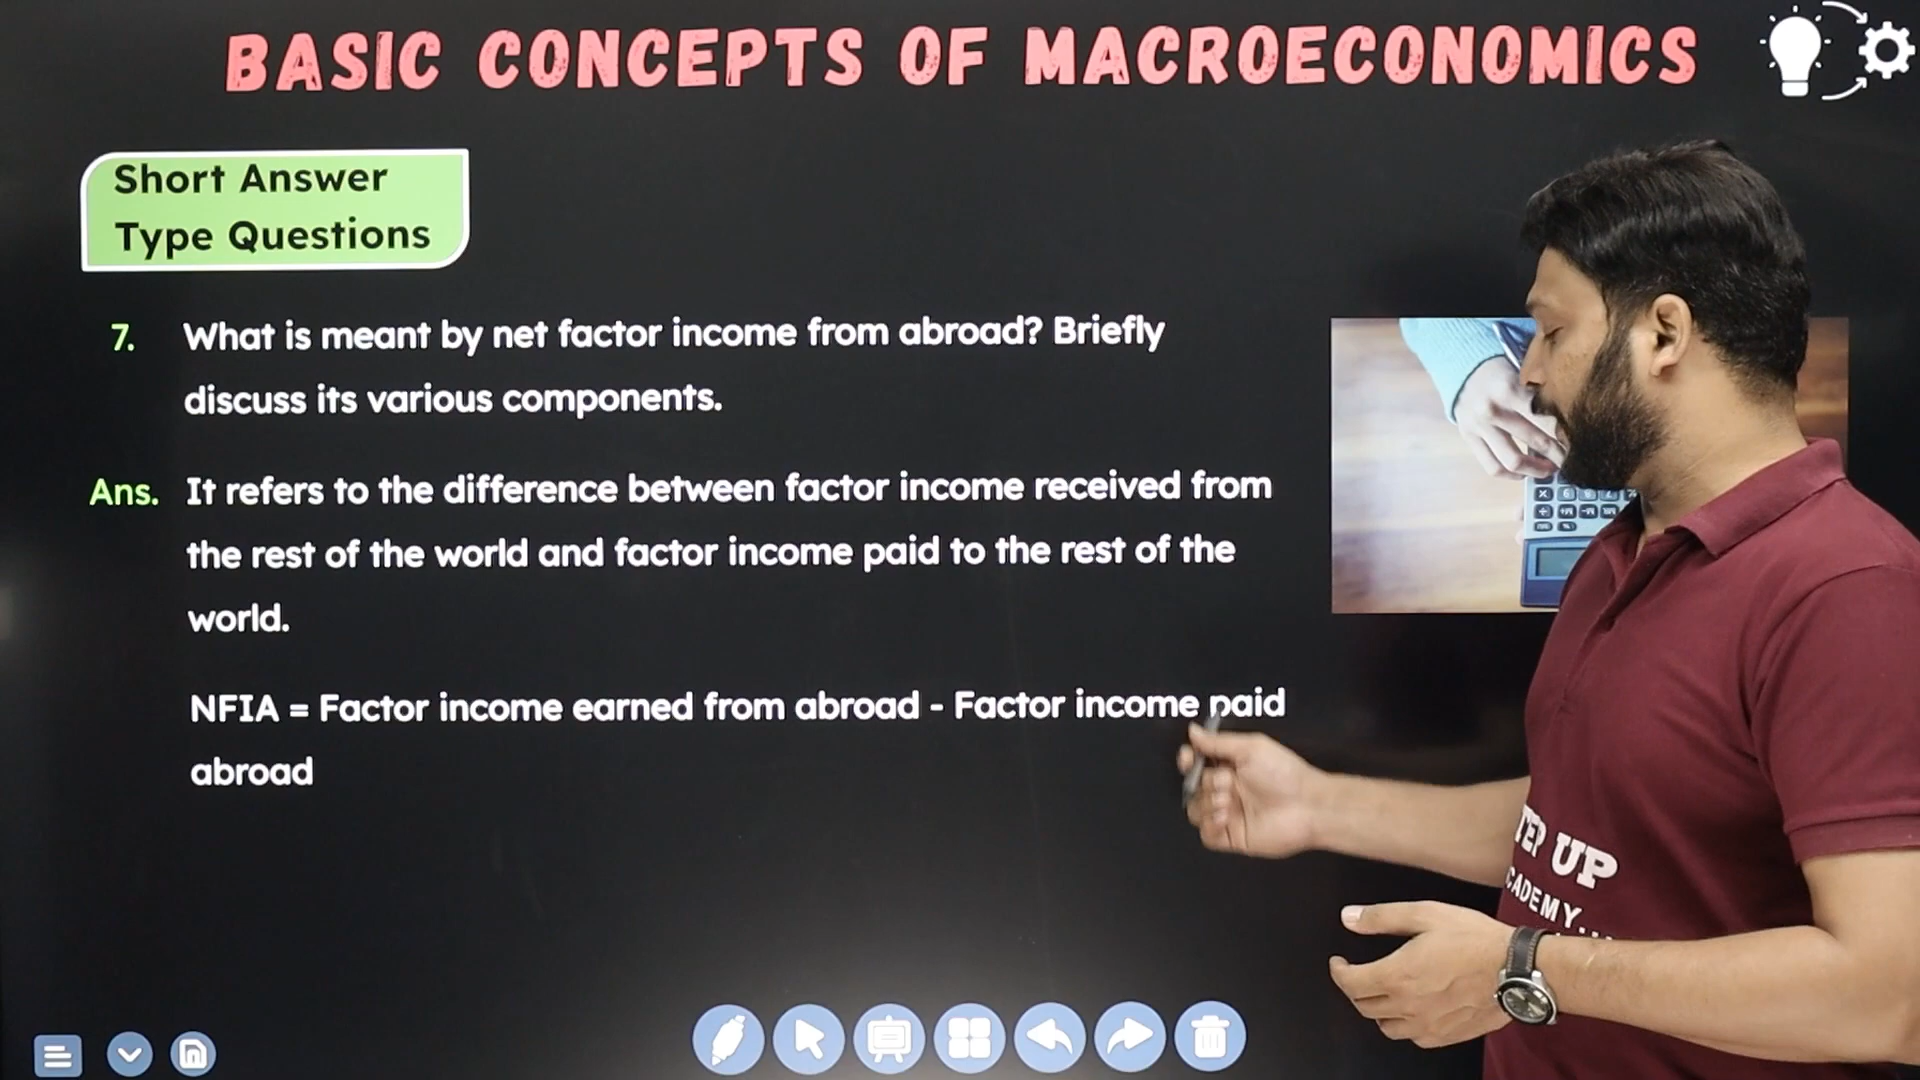 BASIC CONCEPTS OF MACROECONOMICS
Short Answer
Type Questions
7. What is meant by net factor income from abroad? Briefly
discuss its various components.
Ans. It refers to the difference between factor income received from
the rest of the world and factor income paid to the rest of the
world.
NFIA = Factor income earned from abroad - Factor income paid
abroad
UP